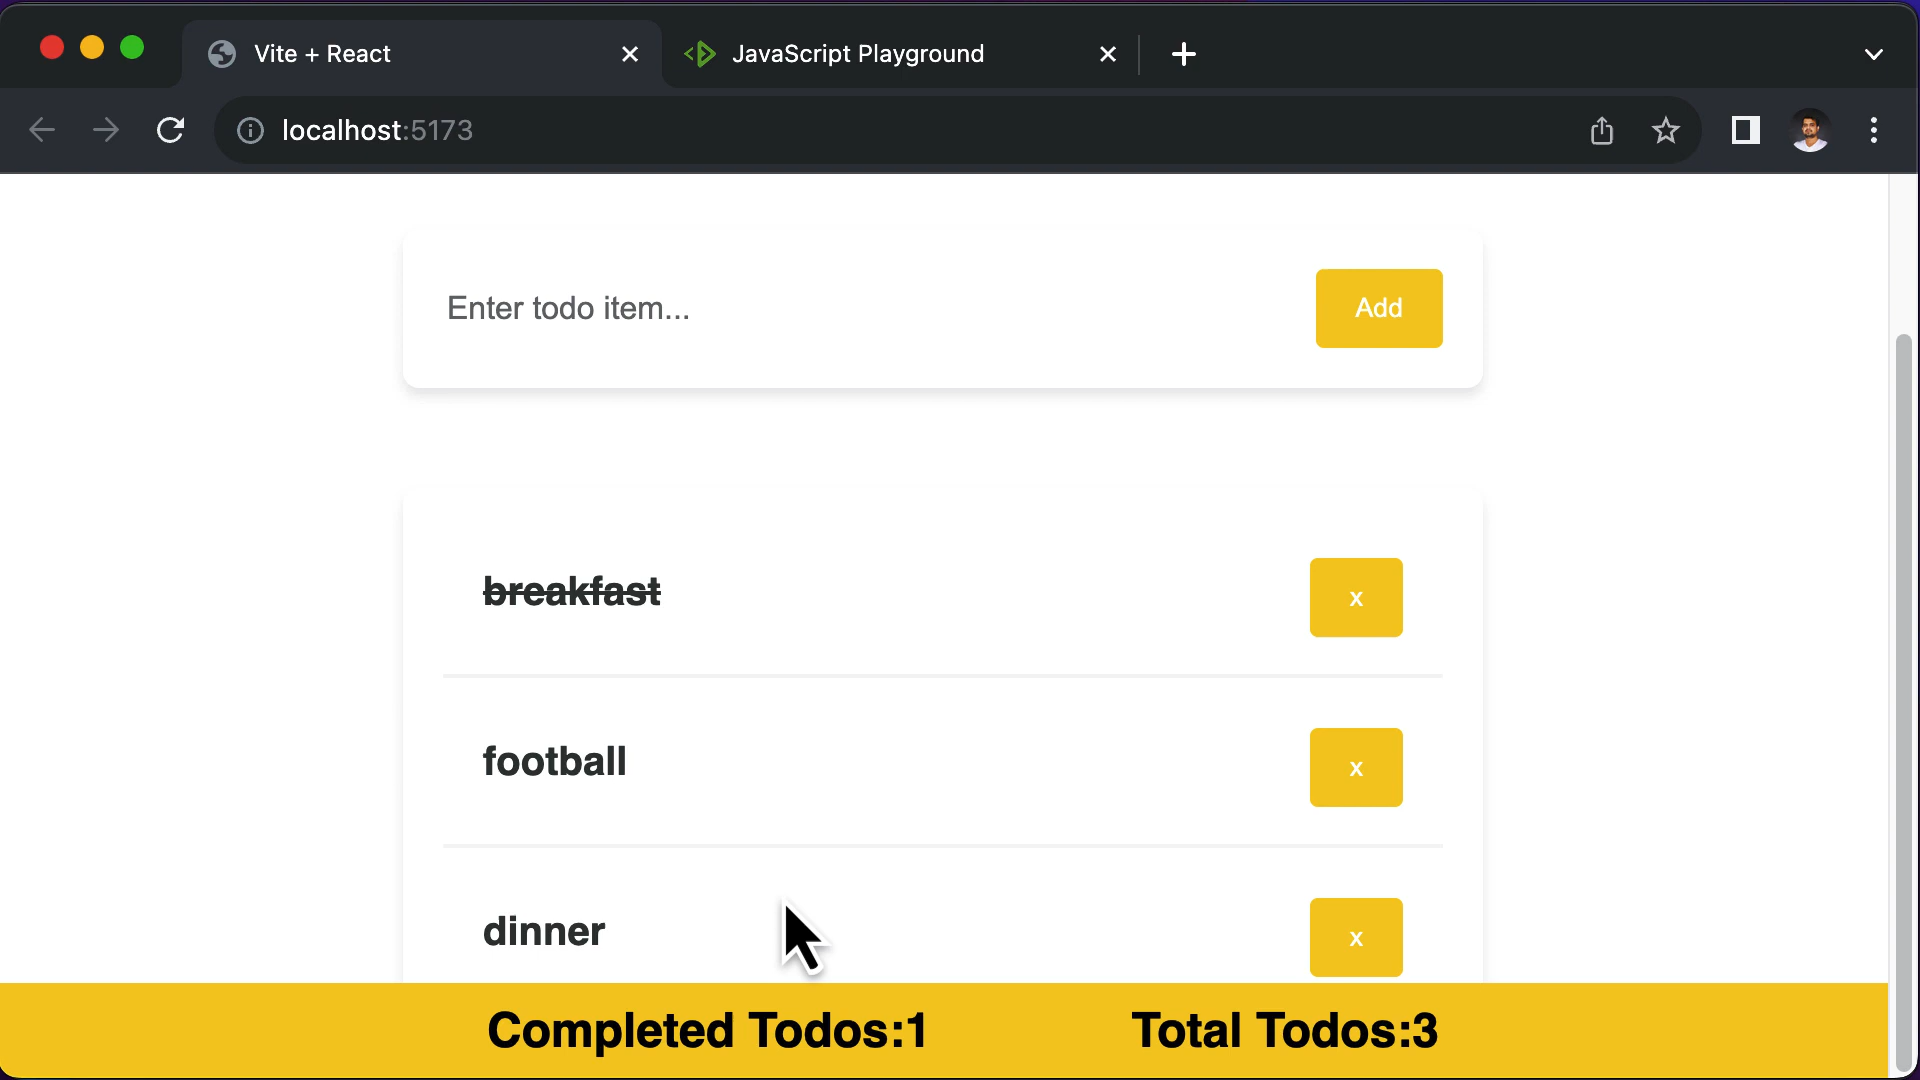 Vite + React
JavaScript Playground
localhost:5173
Enter todo item...
Add
breakfast
x
football
x
dinner
x
Completed Todos:1
Total Todos:3